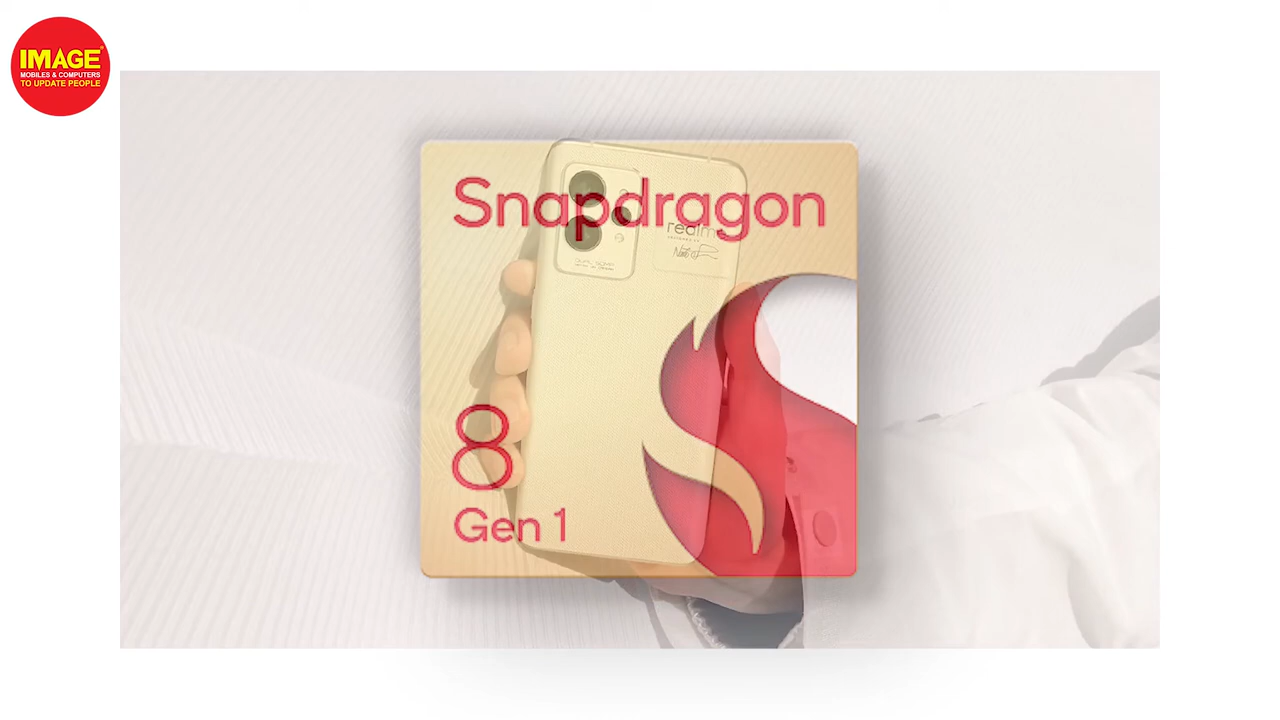 IMAGE
MOBILES & COMPUTERS
TO UPDATE PEOPLE
Snapdragon
realme
8
Gen 1